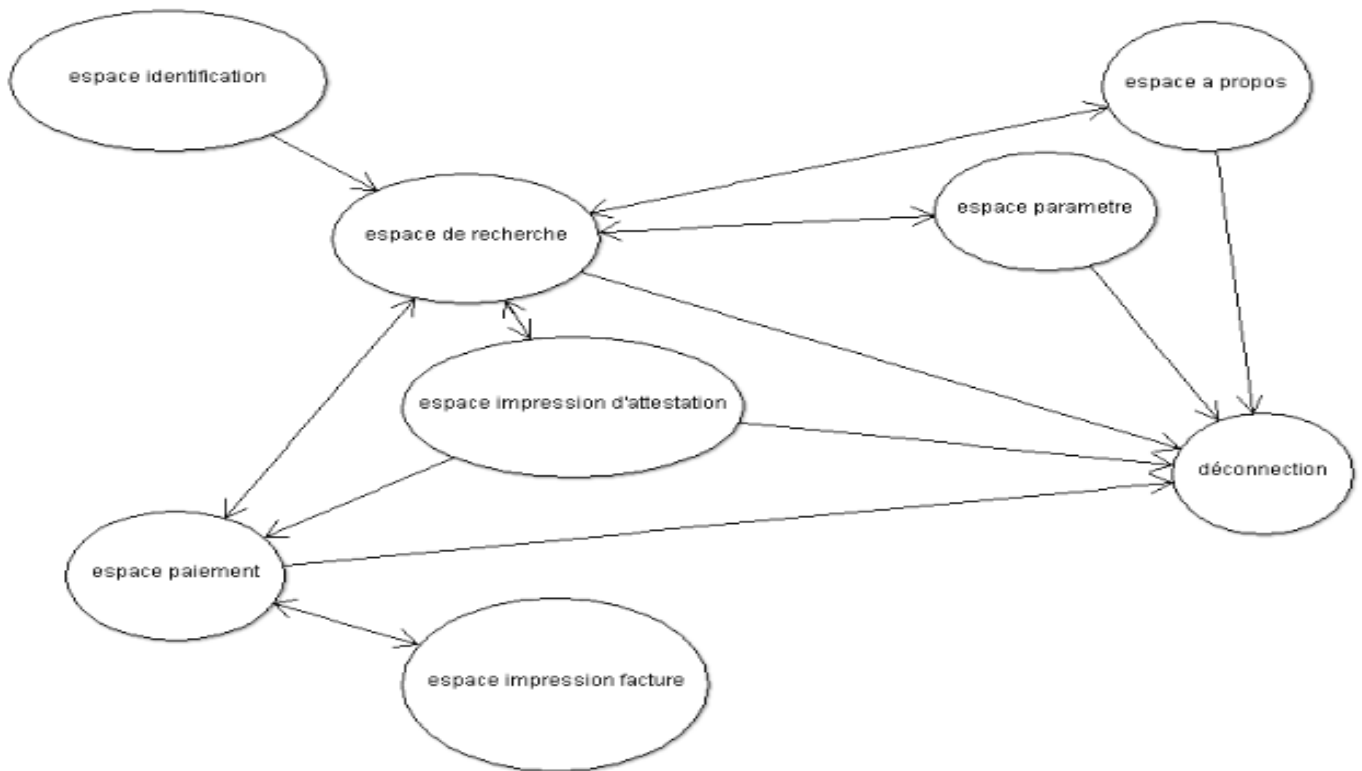 espace identification
espace a propos
espace parametre
espace de recherche
espace impression d'attestation
déconnection
espace paiement
espace impression facture